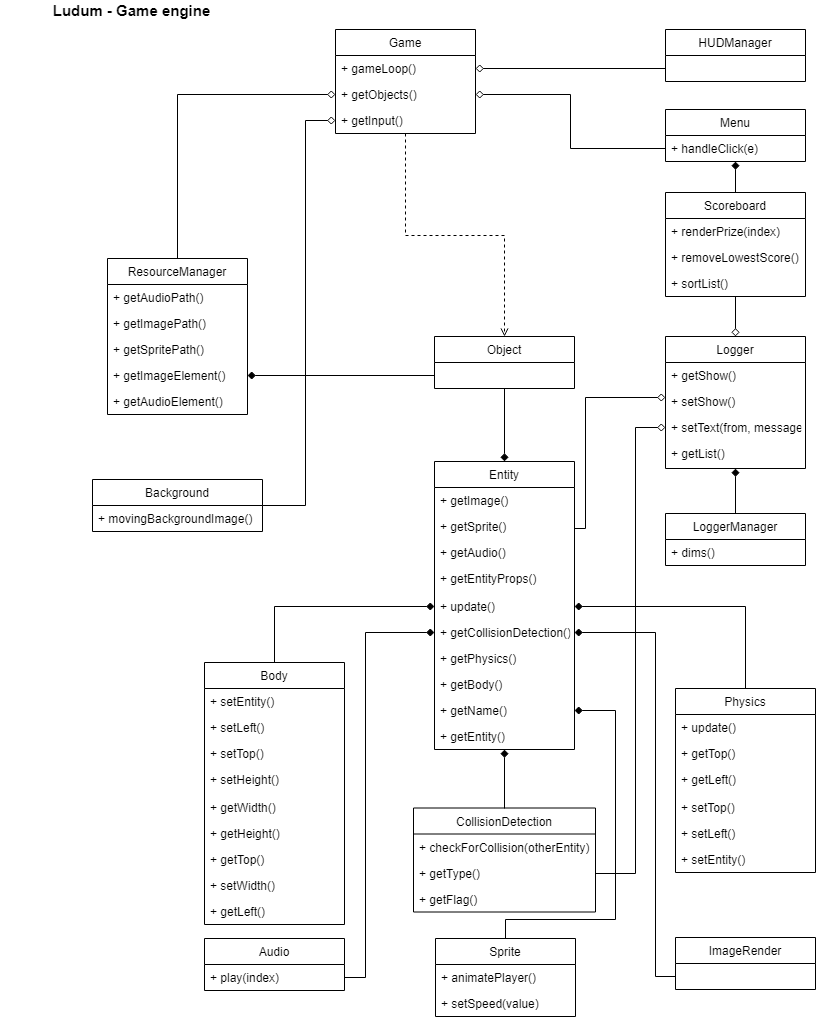 Ludum - Game engine
Game
+ gameLoop()
+ getObjects()
+ getInput()
HUDManager
Menu
+ handleClick(e)
Scoreboard
+ renderPrize(index)
+ removeLowestScore()
+ sortList()
ResourceManager
+ getAudioPath()
+ getImagePath()
+ getSpritePath()
+ getImageElement()
+ getAudioElement()
Object
Logger
+ getShow()
+ setShow()
+ setText(from, message
+ getList()
Background
+ movingBackgroundImage()
Entity
+ getImage()
+ getSprite()
+ getAudio()
+ getEntityProps()
+ update()
+ getCollisionDetection()
+ getPhysics()
+ getBody()
+ getName()
+ getEntity()
LoggerManager
+ dims()
Body
+ setEntity()
+ setLeft()
+ setTop()
+ setHeight()
+ getWidth()
+ getHeight()
+ getTop()
+ setWidth()
+ getLeft()
Physics
+ update()
+ getTop()
+ getLeft()
+ setTop()
+ setLeft()
+ setEntity()
CollisionDetection
+ checkForCollision(otherEntity)
+ getType()
+ getFlag()
Audio
+ play(index)
Sprite
+ animatePlayer()
+ setSpeed(value)
ImageRender